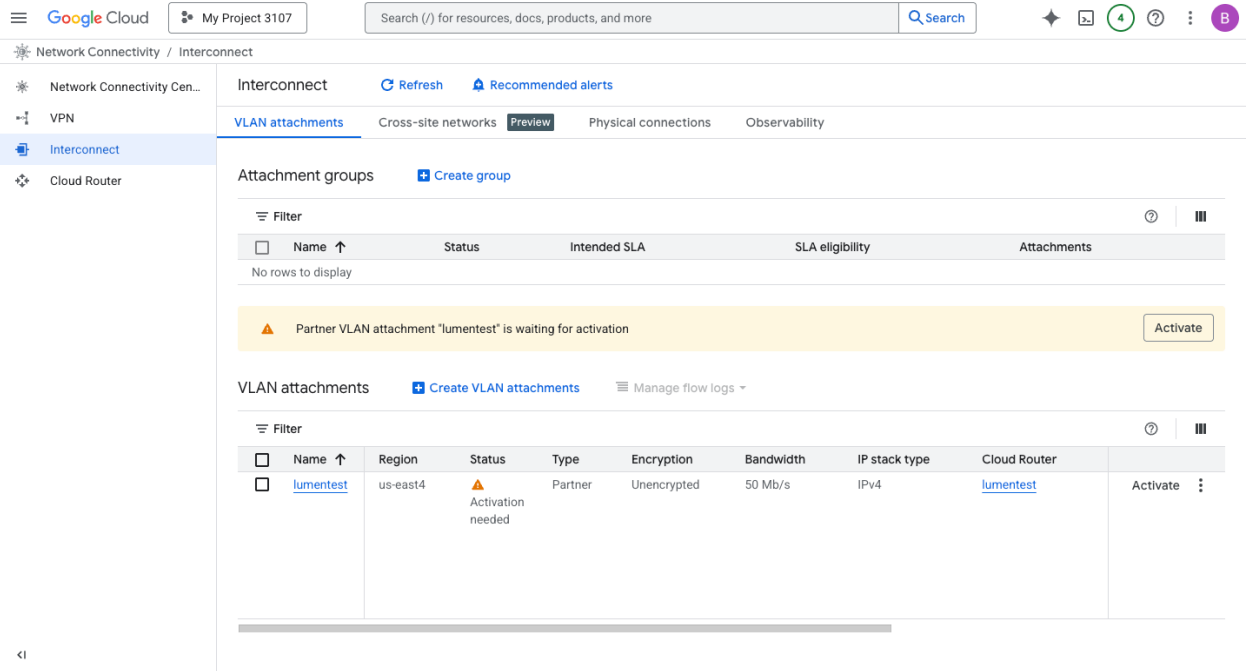 Google Cloud My Project 3107 Search (/) for resources, docs, products, and more Search 4 B
Network Connectivity / Interconnect
Network Connectivity Cen...
VPN
Interconnect
Cloud Router
Interconnect Refresh Recommended alerts
VLAN attachments Cross-site networks Preview Physical connections Observability
Attachment groups Create group
Filter
Name Status Intended SLA SLA eligibility Attachments
No rows to display
Partner VLAN attachment "lumentest" is waiting for activation Activate
VLAN attachments Create VLAN attachments Manage flow logs
Filter
Name Region Status Type Encryption Bandwidth IP stack type Cloud Router
lumentest us-east4 Partner Unencrypted 50 Mb/s IPv4 lumentest Activate
Activation
needed